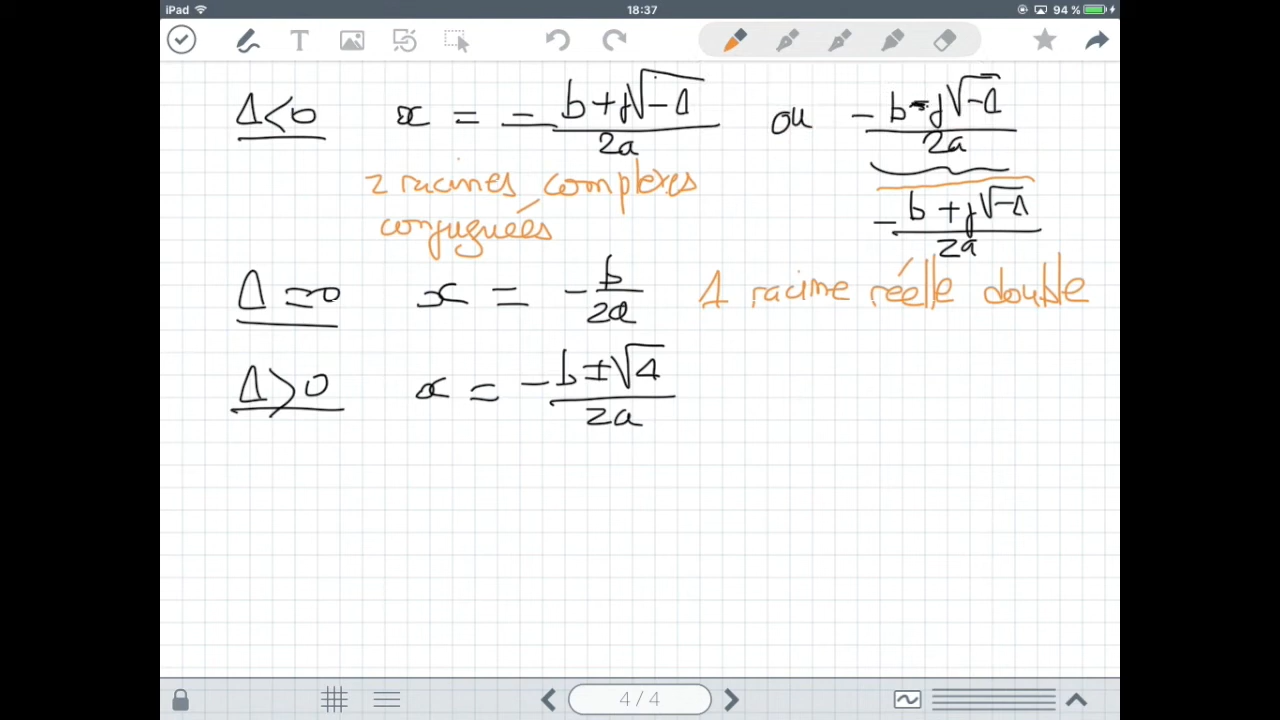 iPad 18:37 94 %
Δ<0 x = (-b+j√-Δ)/2a ou (-b-j√-Δ)/2a
2 racines complexes
conjuguées
(-b+j√-Δ)/2a
Δ=0 x = -b/2a 1 racine réelle double
Δ>0 x = (-b±√Δ)/2a
4 / 4